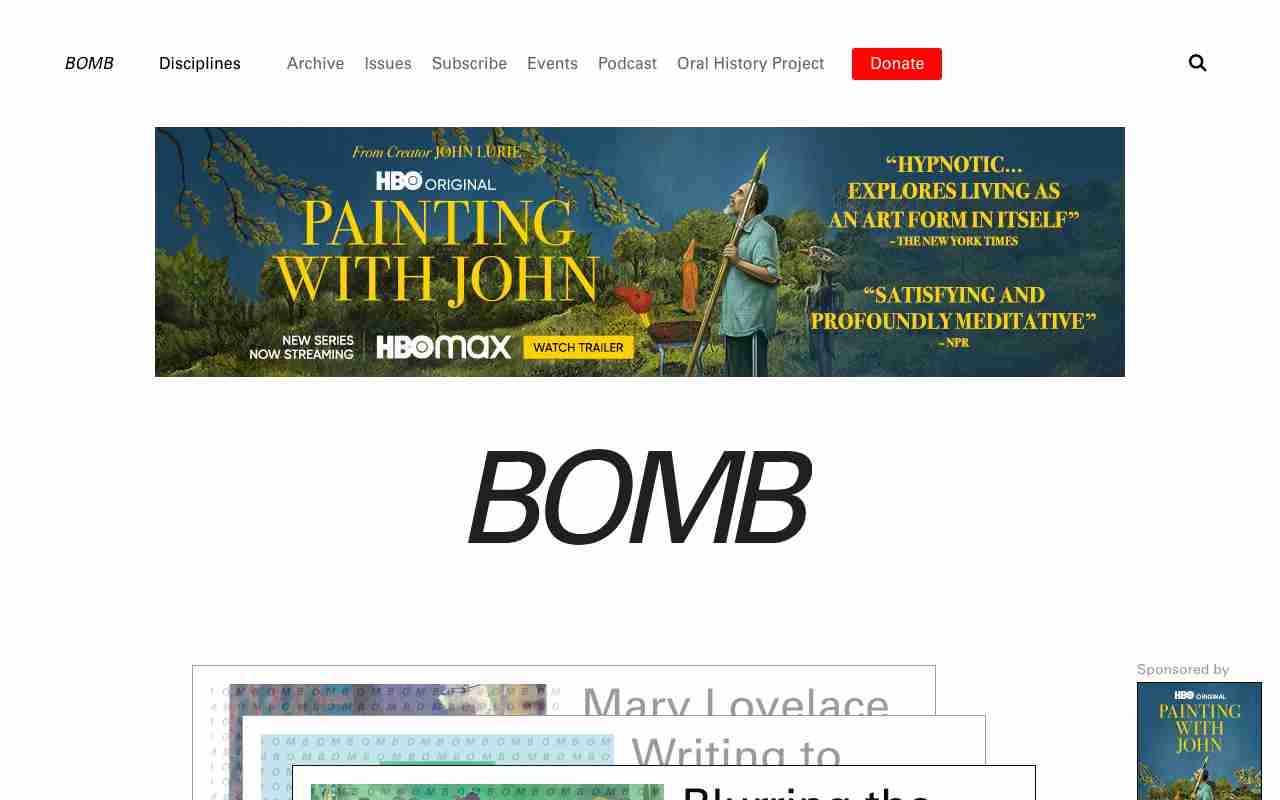 BOMB Disciplines Archive Issues Subscribe Events Podcast Oral History Project Donate
From Creator JOHN LURIE
HBO ORIGINAL
PAINTING
WITH JOHN
NEW SERIES
NOW STREAMING
HBOmax
WATCH TRAILER
“HYPNOTIC...
EXPLORES LIVING AS
AN ART FORM IN ITSELF”
– THE NEW YORK TIMES
“SATISFYING AND
PROFOUNDLY MEDITATIVE”
– NPR
BOMB
Mary Lovelace
Writing to
Blurring the
Sponsored by
HBO ORIGINAL
PAINTING
WITH
JOHN